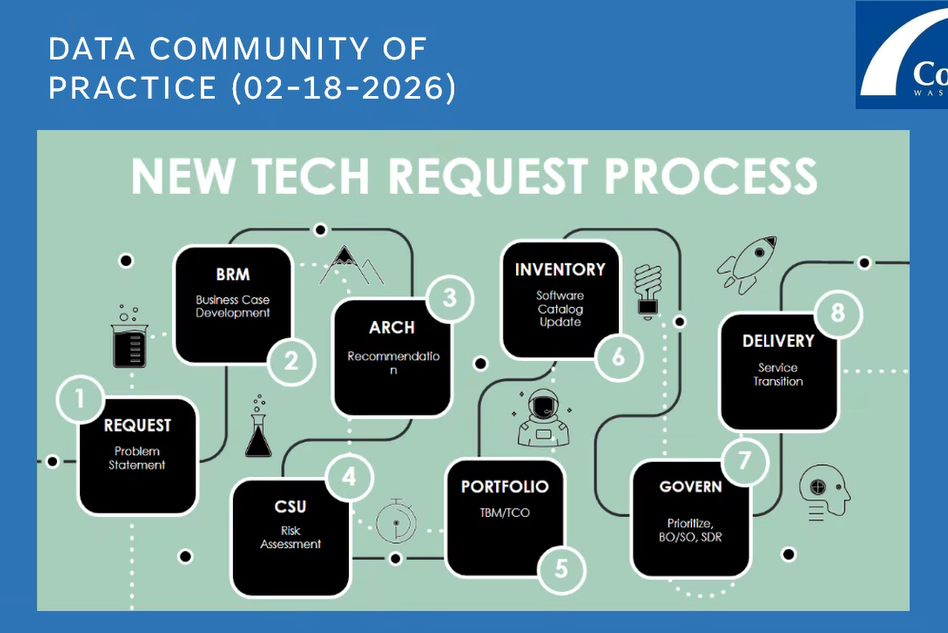 DATA COMMUNITY OF
PRACTICE (02-18-2026)
Co
WAS
NEW TECH REQUEST PROCESS
1
REQUEST
Problem
Statement
BRM
Business Case
Development
2
3
ARCH
Recommendatio
n
4
CSU
Risk
Assessment
PORTFOLIO
TBM/TCO
5
INVENTORY
Software
Catalog
Update
6
7
GOVERN
Prioritize,
BO/SO, SDR
8
DELIVERY
Service
Transition